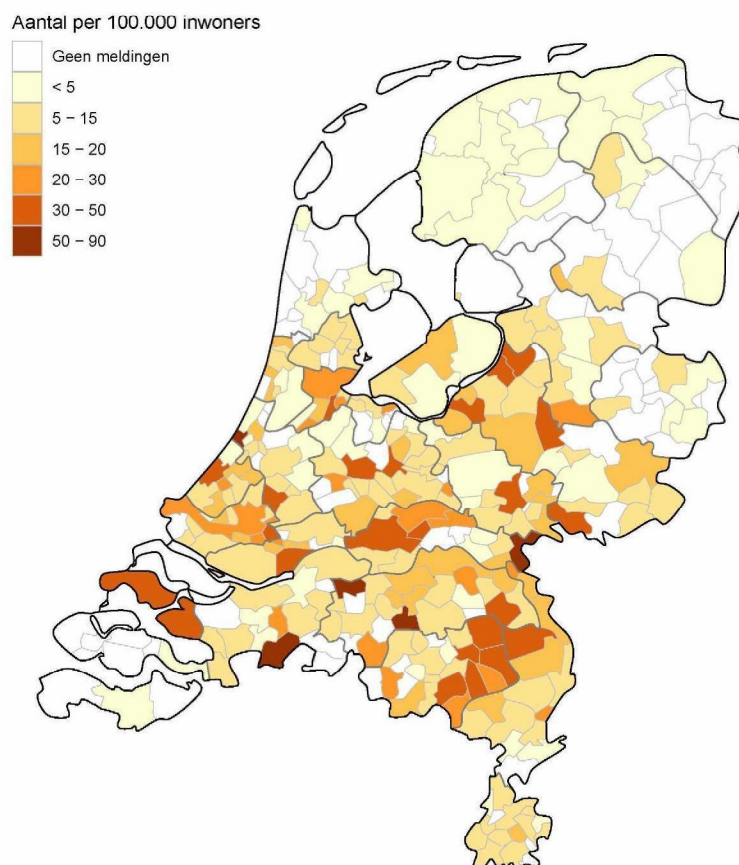 Aantal per 100.000 inwoners
Geen meldingen
< 5
5 – 15
15 – 20
20 – 30
30 – 50
50 – 90